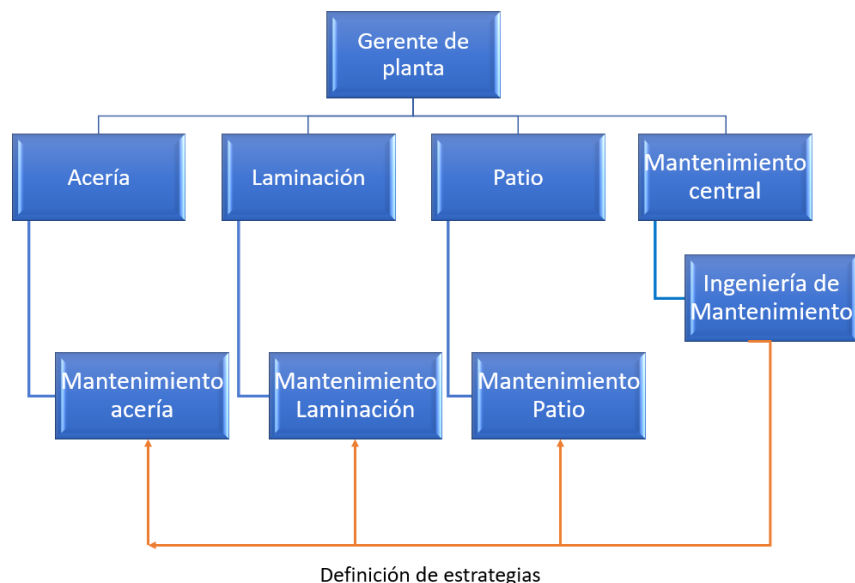 Gerente de
planta
Acería
Laminación
Patio
Mantenimiento
central
Ingeniería de
Mantenimiento
Mantenimiento
acería
Mantenimiento
Laminación
Mantenimiento
Patio
Definición de estrategias